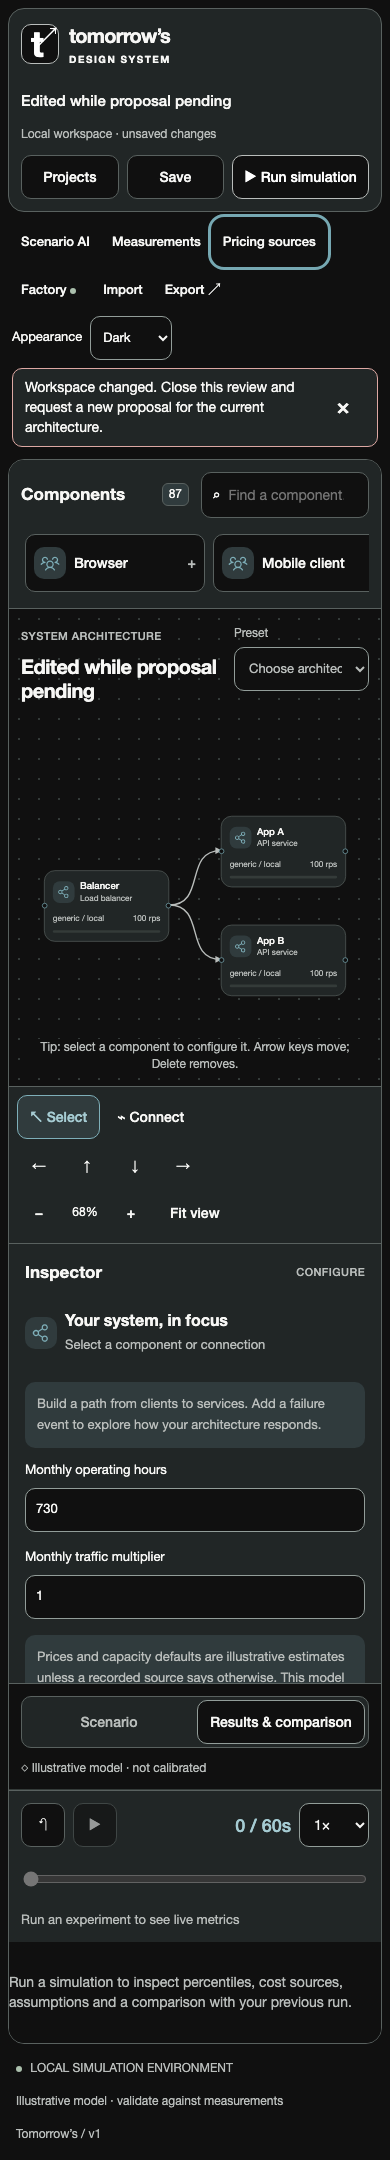 tomorrow's
DESIGN SYSTEM
Edited while proposal pending
Local workspace · unsaved changes
Projects
Save
▶ Run simulation
Scenario AI
Measurements
Pricing sources
Factory
Import
Export ↗
Appearance
Dark
Workspace changed. Close this review and
request a new proposal for the current
architecture.
×
Components
87
Find a component
Browser
+
Mobile client
SYSTEM ARCHITECTURE
Preset
Edited while proposal
pending
Choose architec
App A
API service
generic / local
100 rps
Balancer
Load balancer
generic / local
100 rps
App B
API service
generic / local
100 rps
Tip: select a component to configure it. Arrow keys move;
Delete removes.
↖ Select
⌁ Connect
← ↑ ↓ →
−
68%
+
Fit view
Inspector
CONFIGURE
Your system, in focus
Select a component or connection
Build a path from clients to services. Add a failure
event to explore how your architecture responds.
Monthly operating hours
730
Monthly traffic multiplier
1
Prices and capacity defaults are illustrative estimates
unless a recorded source says otherwise. This model
Scenario
Results & comparison
◇ Illustrative model · not calibrated
0 / 60s
1×
Run an experiment to see live metrics
Run a simulation to inspect percentiles, cost sources,
assumptions and a comparison with your previous run.
LOCAL SIMULATION ENVIRONMENT
Illustrative model · validate against measurements
Tomorrow's / v1